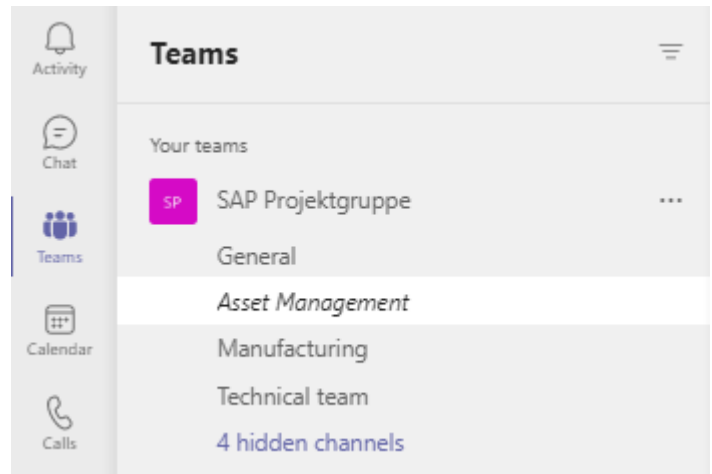 Activity
Chat
Teams
Calendar
Calls
Teams
Your teams
SP SAP Projektgruppe ...
General
Asset Management
Manufacturing
Technical team
4 hidden channels